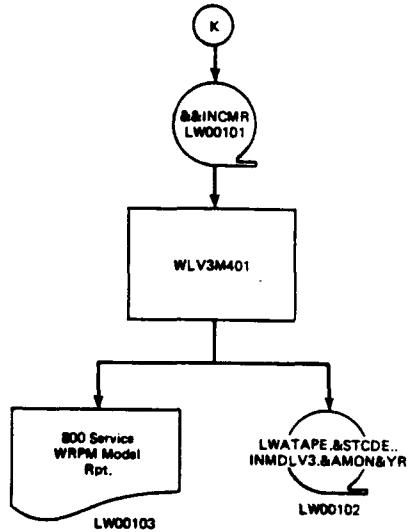 K
&&INCMR
LW00101
WLV3M401
800 Service
WRPM Model
Rpt.
LW00103
LWATAPE.&STCDE..
INMDLV3.&AMON&YR
LW00102